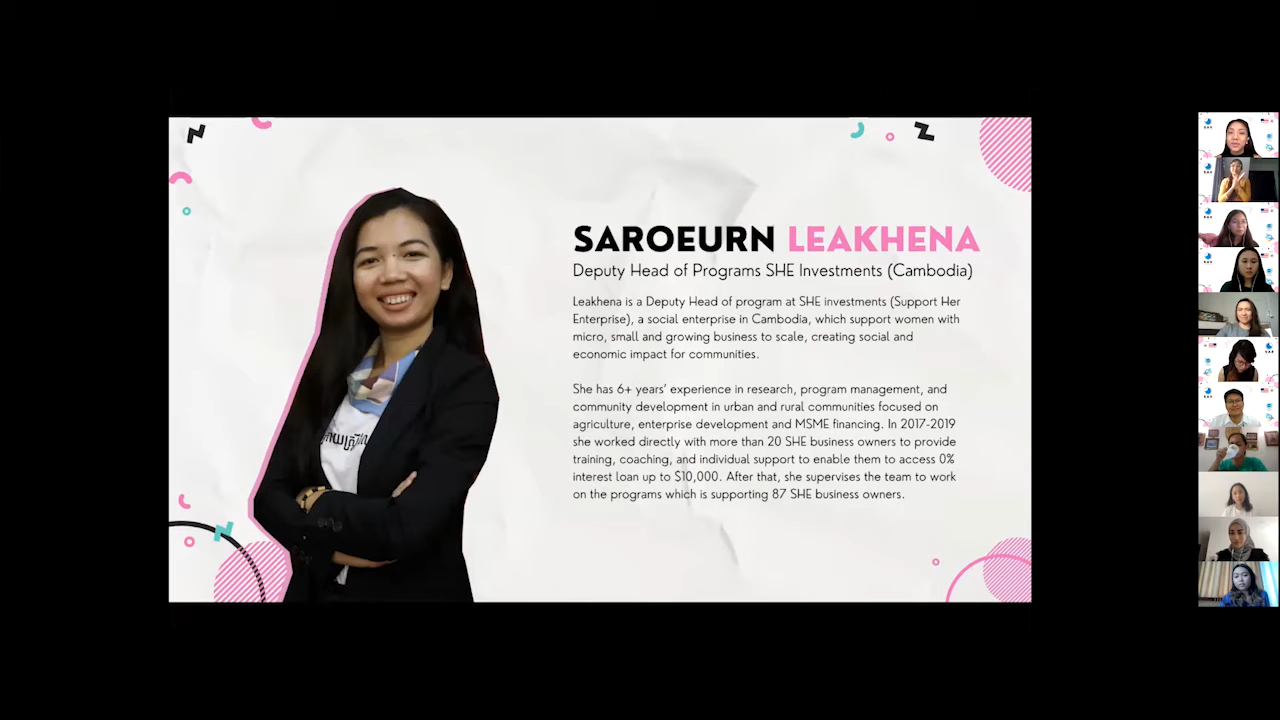 SAROEURN LEAKHENA
Deputy Head of Programs SHE Investments (Cambodia)
Leakhena is a Deputy Head of program at SHE investments (Support Her
Enterprise), a social enterprise in Cambodia, which support women with
micro, small and growing business to scale, creating social and
economic impact for communities.
She has 6+ years’ experience in research, program management, and
community development in urban and rural communities focused on
agriculture, enterprise development and MSME financing. In 2017-2019
she worked directly with more than 20 SHE business owners to provide
training, coaching, and individual support to enable them to access 0%
interest loan up to $10,000. After that, she supervises the team to work
on the programs which is supporting 87 SHE business owners.